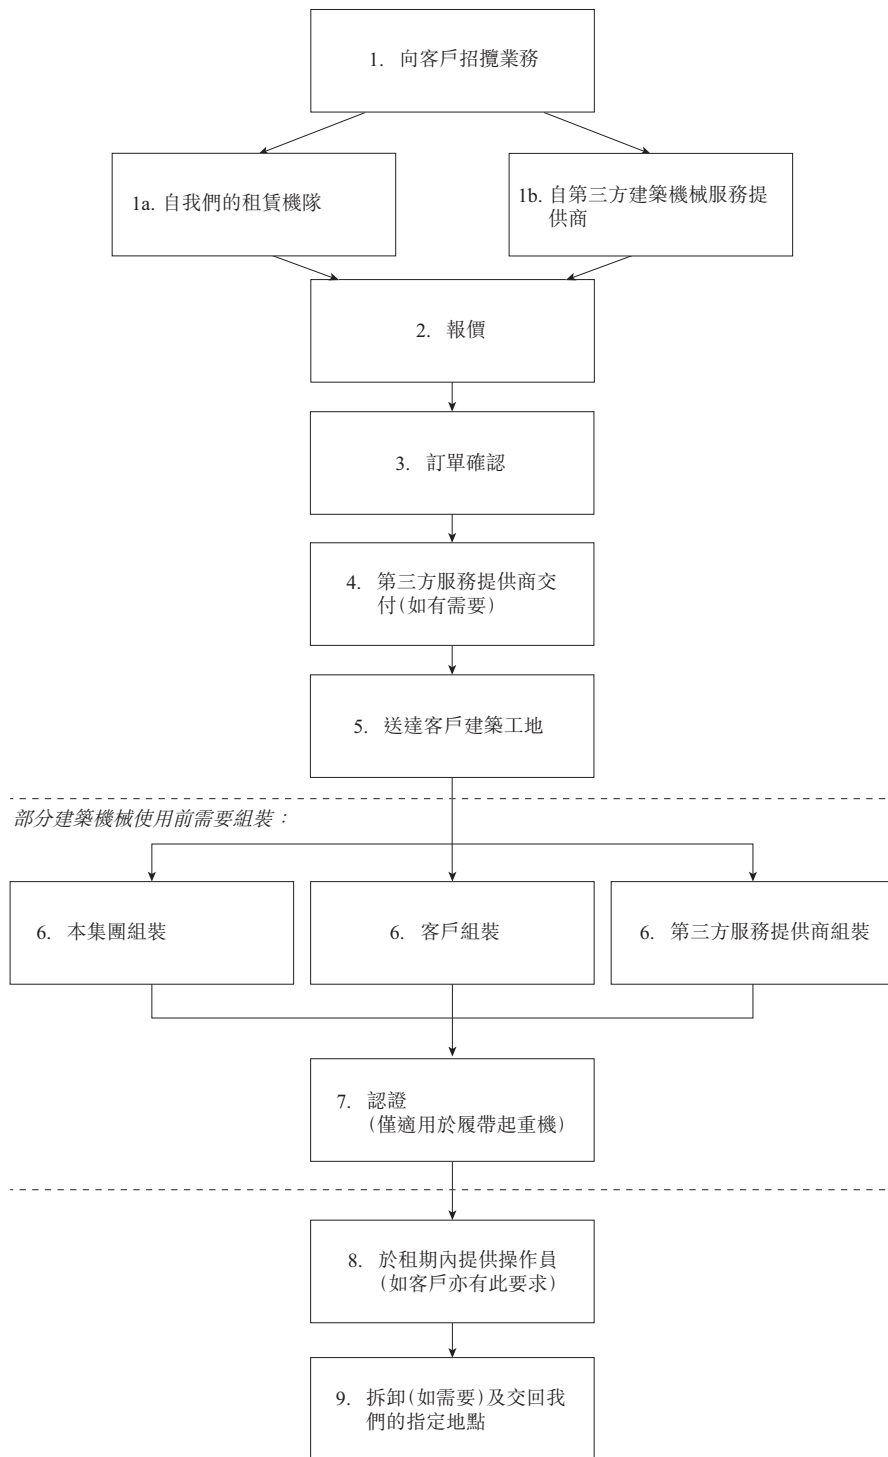 1. 向客戶招攬業務
1a. 自我們的租賃機隊
1b. 自第三方建築機械服務提
供商
2. 報價
3. 訂單確認
4. 第三方服務提供商交
付(如有需要)
5. 送達客戶建築工地
部分建築機械使用前需要組裝：
6. 本集團組裝
6. 客戶組裝
6. 第三方服務提供商組裝
7. 認證
(僅適用於履帶起重機)
8. 於租期內提供操作員
(如客戶亦有此要求)
9. 拆卸(如需要)及交回我
們的指定地點